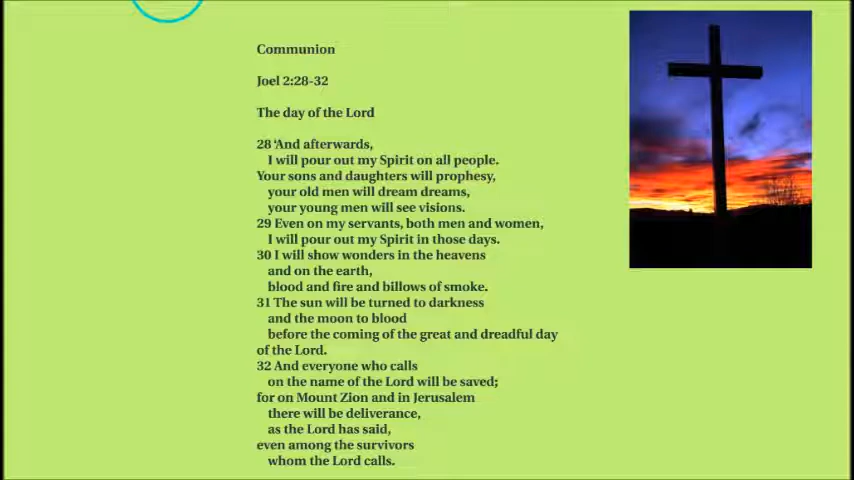 Communion
Joel 2:28-32
The day of the Lord
28 ‘And afterwards,
I will pour out my Spirit on all people.
Your sons and daughters will prophesy,
your old men will dream dreams,
your young men will see visions.
29 Even on my servants, both men and women,
I will pour out my Spirit in those days.
30 I will show wonders in the heavens
and on the earth,
blood and fire and billows of smoke.
31 The sun will be turned to darkness
and the moon to blood
before the coming of the great and dreadful day
of the Lord.
32 And everyone who calls
on the name of the Lord will be saved;
for on Mount Zion and in Jerusalem
there will be deliverance,
as the Lord has said,
even among the survivors
whom the Lord calls.